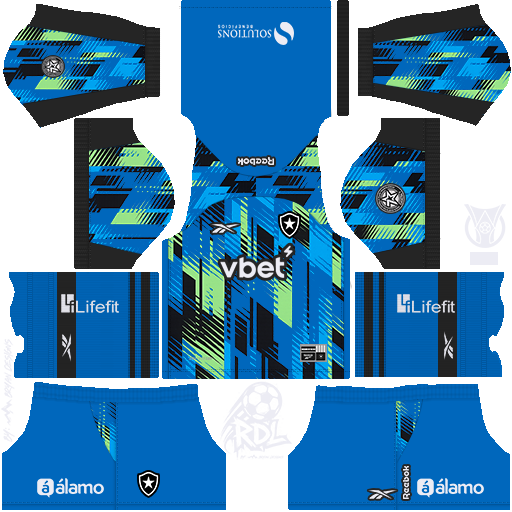 SOLUTIONS
BENEFÍCIOS
Reebok
vbet
Lifefit
Lifefit
álamo
Reebok
álamo
RDL